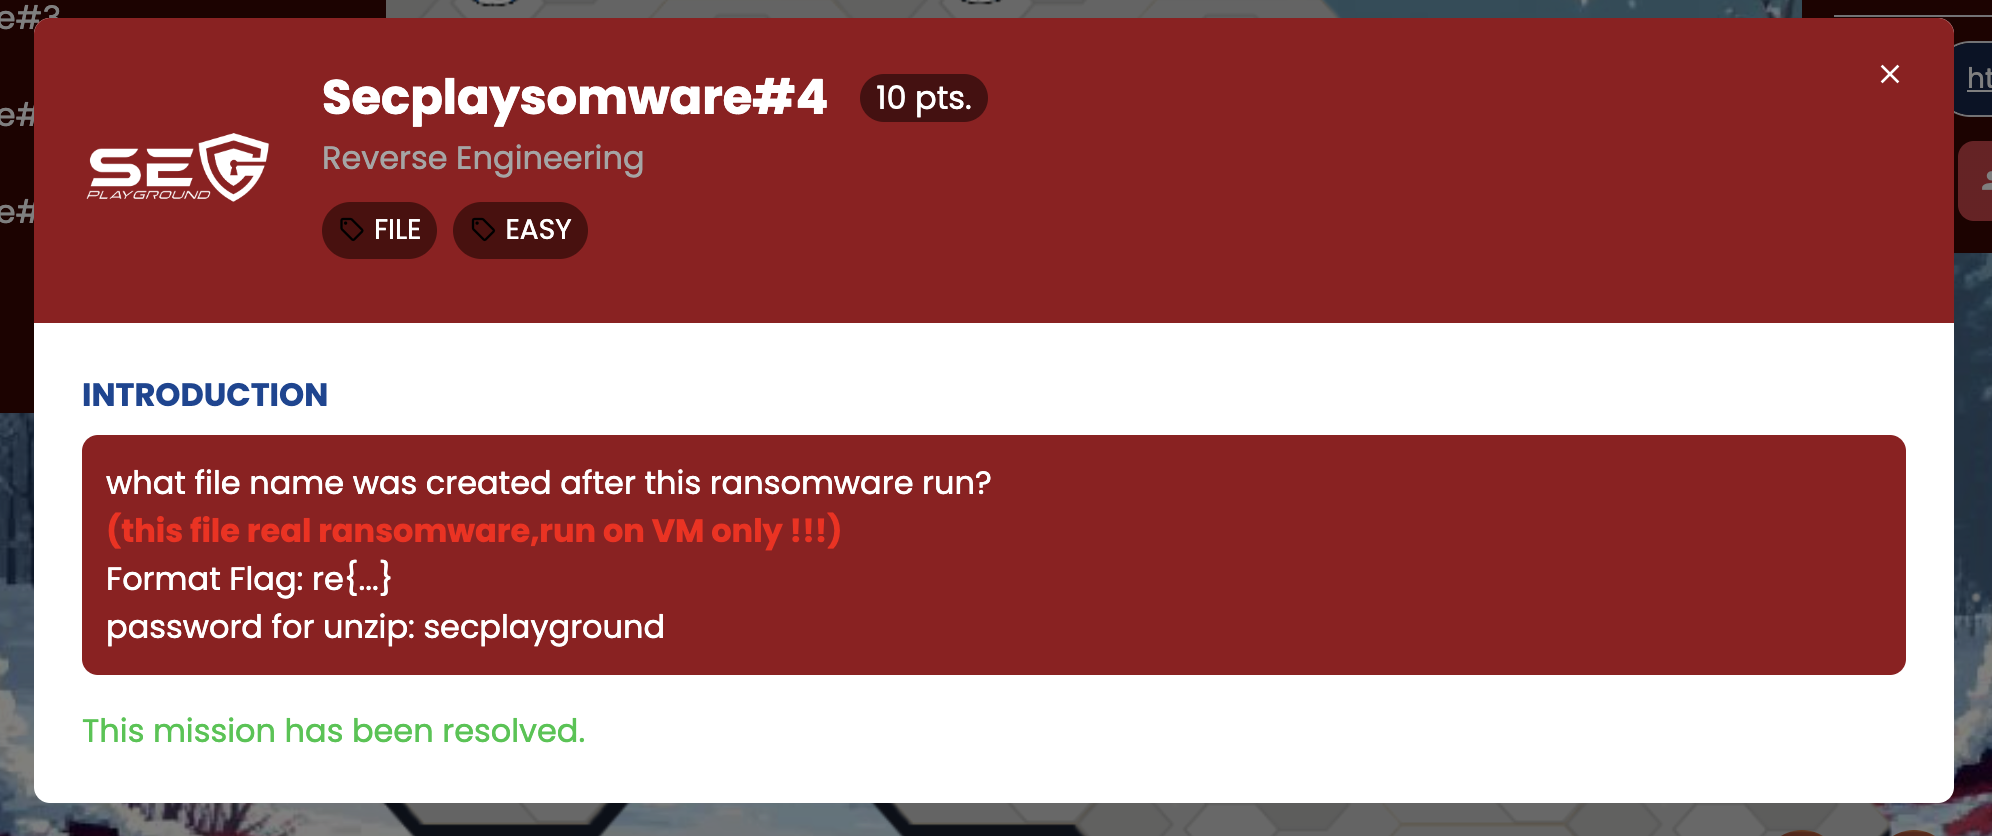 e#3
Secplaysomware#4
10 pts.
Reverse Engineering
SEC
PLAYGROUND
FILE
EASY
e#
e#
ht
INTRODUCTION
what file name was created after this ransomware run?
(this file real ransomware,run on VM only !!!)
Format Flag: re{...}
password for unzip: secplayground
This mission has been resolved.